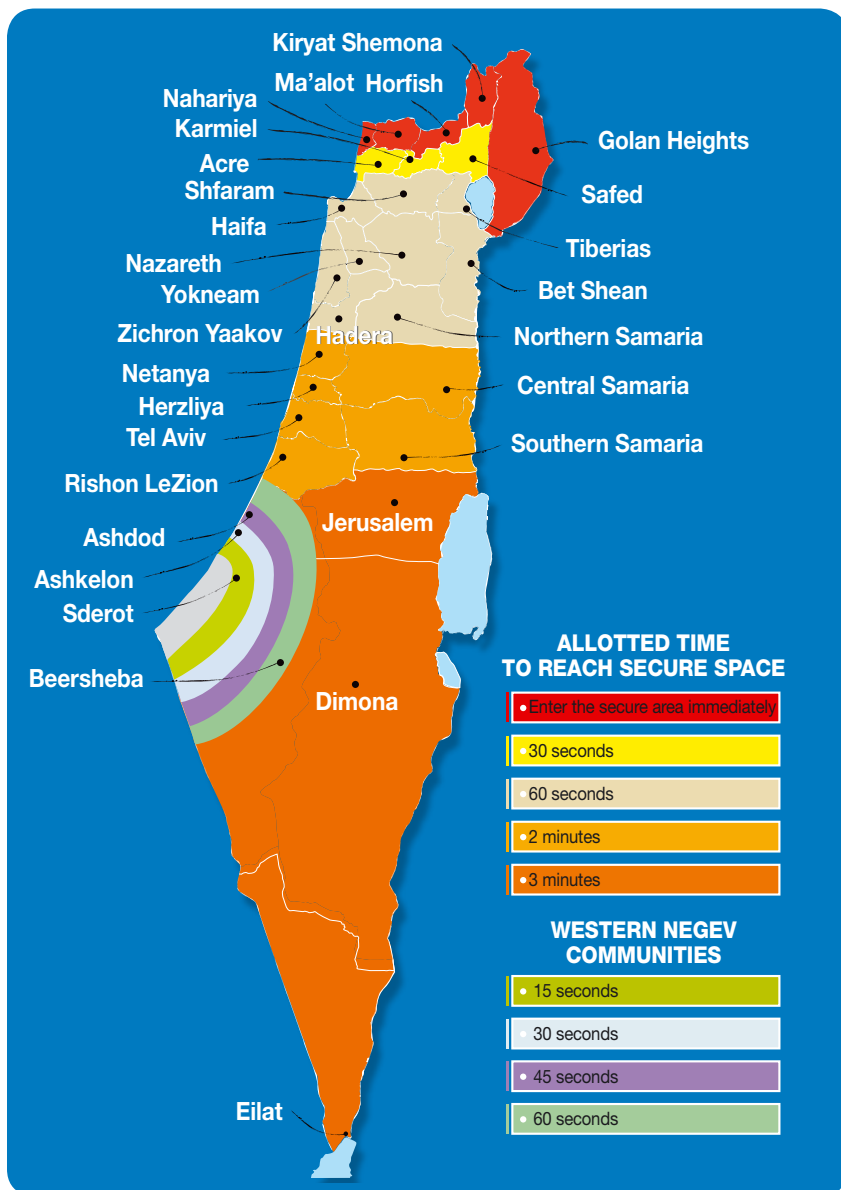 Kiryat Shemona
Ma’alot
Horfish
Nahariya
Karmiel
Golan Heights
Acre
Shfaram
Safed
Haifa
Tiberias
Nazareth
Yokneam
Bet Shean
Zichron Yaakov
Hadera
Northern Samaria
Netanya
Central Samaria
Herzliya
Tel Aviv
Southern Samaria
Rishon LeZion
Jerusalem
Ashdod
Ashkelon
Sderot
Beersheba
Dimona
Eilat
ALLOTTED TIME
TO REACH SECURE SPACE
• Enter the secure area immediately
• 30 seconds
• 60 seconds
• 2 minutes
• 3 minutes
WESTERN NEGEV
COMMUNITIES
• 15 seconds
• 30 seconds
• 45 seconds
• 60 seconds